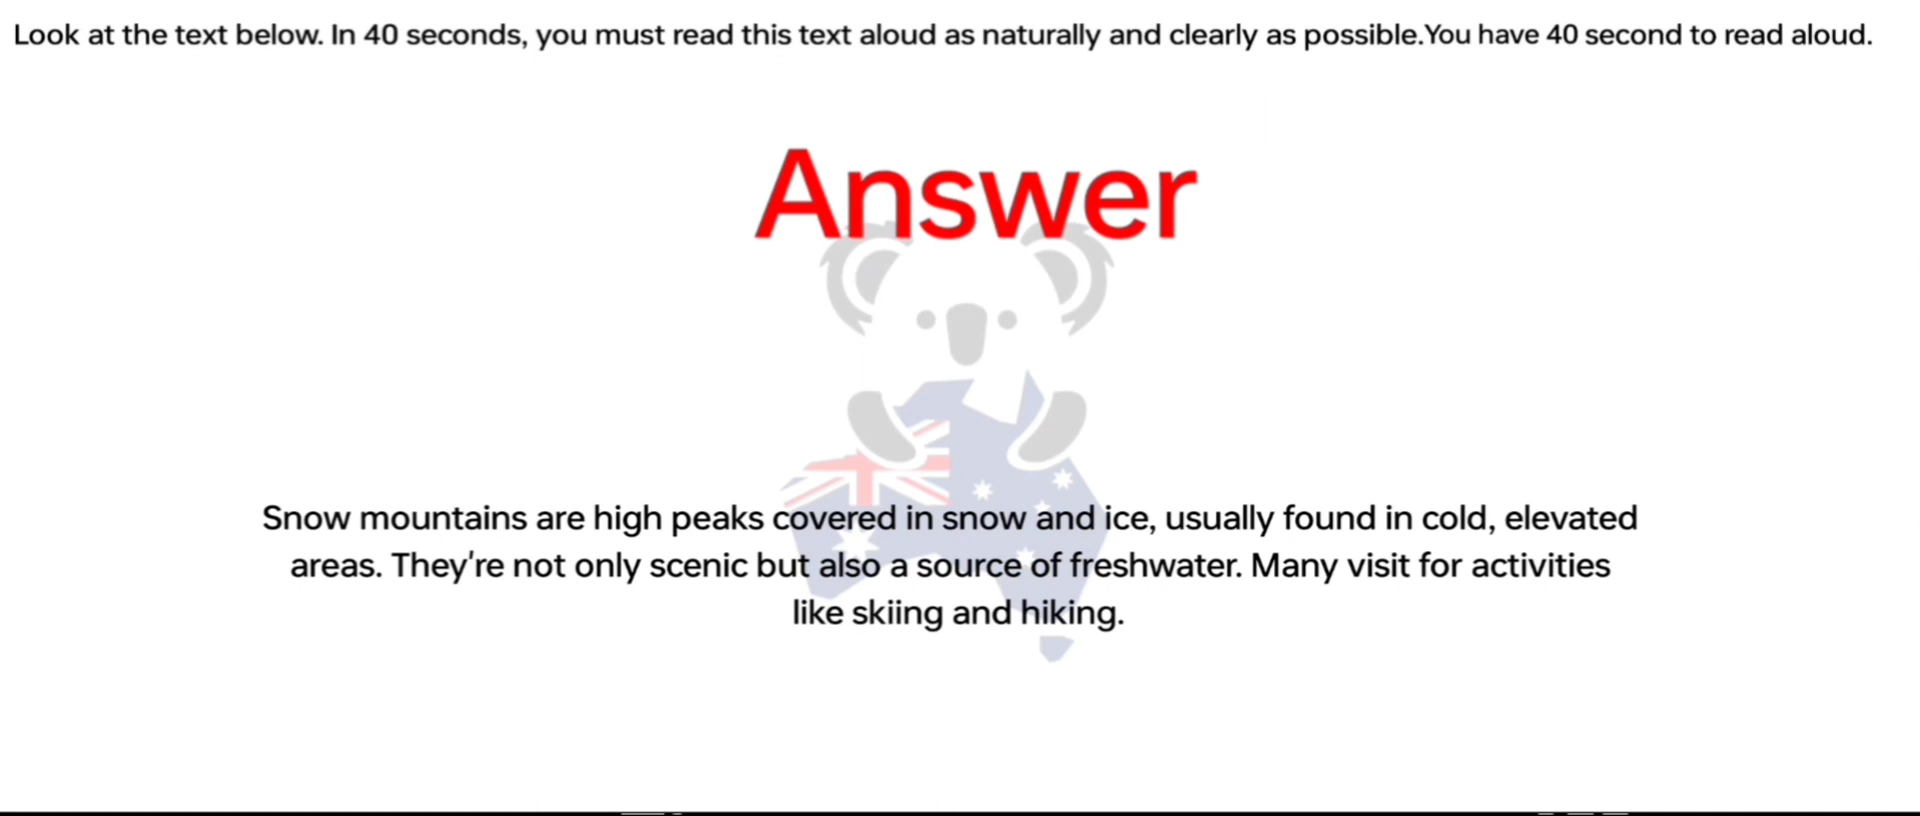 Look at the text below. In 40 seconds, you must read this text aloud as naturally and clearly as possible.You have 40 second to read aloud.
Answer
Snow mountains are high peaks covered in snow and ice, usually found in cold, elevated
areas. They're not only scenic but also a source of freshwater. Many visit for activities
like skiing and hiking.